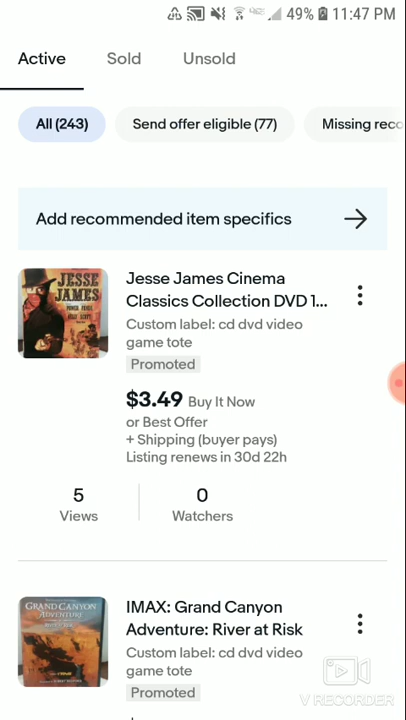 49% 11:47 PM
Active Sold Unsold
All (243) Send offer eligible (77) Missing reco
Add recommended item specifics
JESSE
JAMES
Jesse James Cinema
Classics Collection DVD 1...
Custom label: cd dvd video
game tote
Promoted
$3.49 Buy It Now
or Best Offer
+ Shipping (buyer pays)
Listing renews in 30d 22h
5 0
Views Watchers
GRAND CANYON
ADVENTURE
IMAX: Grand Canyon
Adventure: River at Risk
Custom label: cd dvd video
game tote
Promoted
V RECORDER